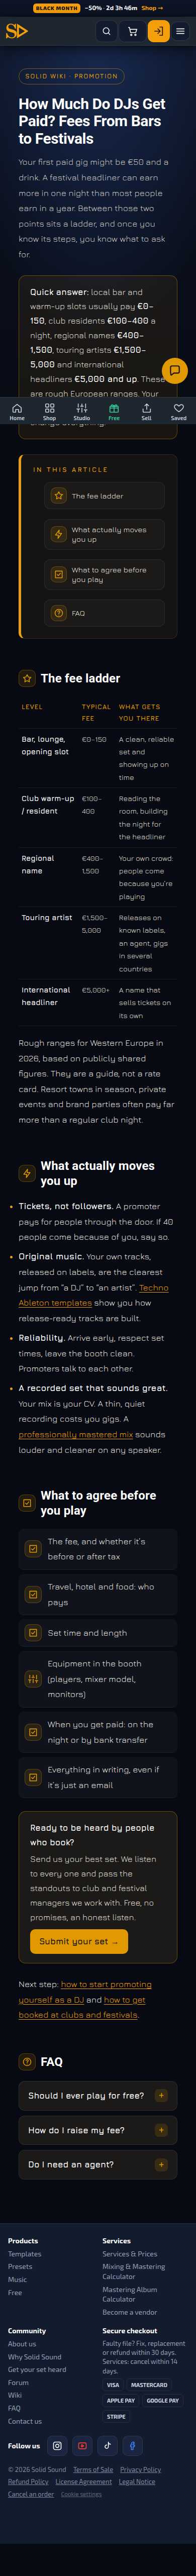 BLACK MONTH −50% · 2d 3h 46m Shop →
SOLID WIKI · PROMOTION
How Much Do DJs Get
Paid? Fees From Bars
to Festivals
Your first paid gig might be €50 and a
drink. A festival headliner can earn
more in one night than most people
earn in a year. Between those two
points sits a ladder, and once you
know its steps, you know what to ask
for.
Quick answer: local bar and
warm-up slots usually pay €0–
150, club residents €100–400 a
night, regional names €400–
1,500, touring artists €1,500–
5,000 and international
headliners €5,000 and up. These
are rough European ranges. Your
Home Shop Studio Free Sell Saved
IN THIS ARTICLE
The fee ladder
What actually moves
you up
What to agree before
you play
FAQ
The fee ladder
LEVEL TYPICAL FEE WHAT GETS YOU THERE
Bar, lounge, opening slot €0–150 A clean, reliable set and showing up on time
Club warm-up / resident €100–400 Reading the room, building the night for the headliner
Regional name €400–1,500 Your own crowd: people come because you're playing
Touring artist €1,500–5,000 Releases on known labels, an agent, gigs in several countries
International headliner €5,000+ A name that sells tickets on its own
Rough ranges for Western Europe in
2026, based on publicly shared
figures. They are a guide, not a rate
card. Resort towns in season, private
events and brand parties often pay far
more than a regular club night.
What actually moves
you up
Tickets, not followers. A promoter
pays for people through the door. If 40
people come because of you, say so.
Original music. Your own tracks,
released on labels, are the clearest
jump from "a DJ" to "an artist". Techno
Ableton templates show you how
release-ready tracks are built.
Reliability. Arrive early, respect set
times, leave the booth clean.
Promoters talk to each other.
A recorded set that sounds great.
Your mix is your CV. A thin, quiet
recording costs you gigs. A
professionally mastered mix sounds
louder and cleaner on any speaker.
What to agree before
you play
The fee, and whether it's
before or after tax
Travel, hotel and food: who
pays
Set time and length
Equipment in the booth
(players, mixer model,
monitors)
When you get paid: on the
night or by bank transfer
Everything in writing, even if
it's just an email
Ready to be heard by people
who book?
Send us your best set. We listen
to every one and pass the
standouts to club and festival
managers we work with. Free, no
promises, an honest listen.
Submit your set →
Next step: how to start promoting
yourself as a DJ and how to get
booked at clubs and festivals.
FAQ
Should I ever play for free? +
How do I raise my fee? +
Do I need an agent? +
Products
Templates
Presets
Music
Free
Services
Services & Prices
Mixing & Mastering
Calculator
Mastering Album
Calculator
Become a vendor
Community
About us
Why Solid Sound
Get your set heard
Forum
Wiki
FAQ
Contact us
Secure checkout
Faulty file? Fix, replacement
or refund within 30 days.
Services: cancel within 14
days.
VISA MASTERCARD
APPLE PAY GOOGLE PAY
STRIPE
Follow us
© 2026 Solid Sound Terms of Sale Privacy Policy
Refund Policy License Agreement Legal Notice
Cancel an order Cookie settings